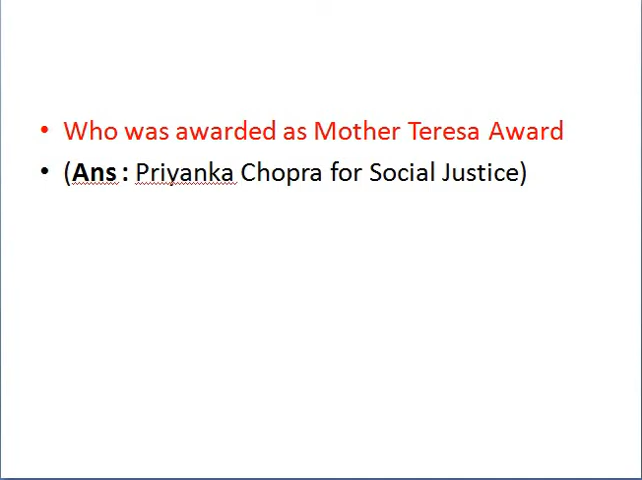 • Who was awarded as Mother Teresa Award
• (Ans : Priyanka Chopra for Social Justice)